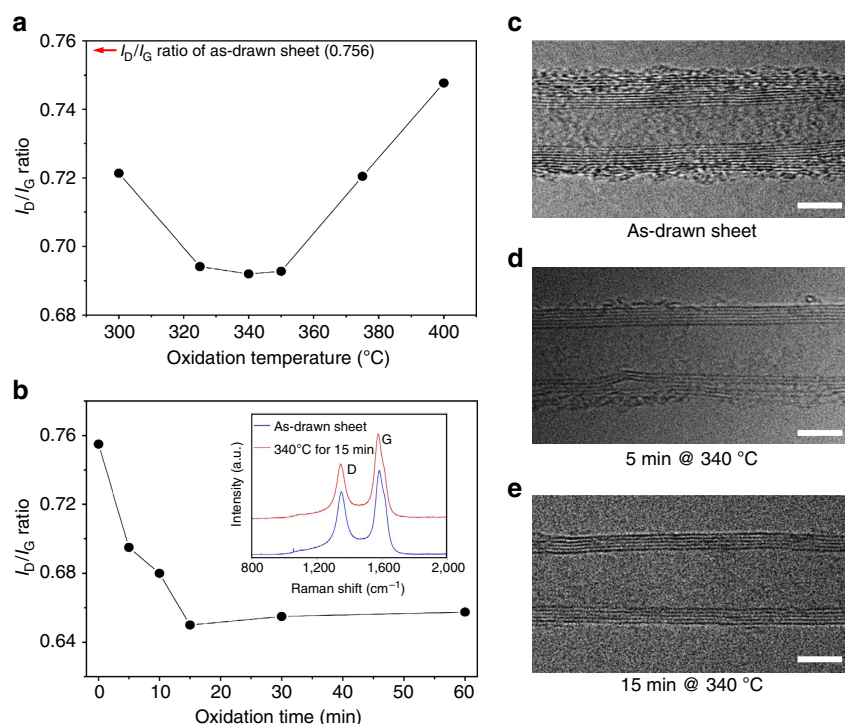 a
0.76
I_D/I_G ratio of as-drawn sheet (0.756)
0.74
0.72
0.70
0.68
I_D/I_G ratio
300
320
340
360
380
400
Oxidation temperature (°C)
b
0.76
0.72
0.68
0.64
I_D/I_G ratio
As-drawn sheet
340°C for 15 min
G
D
Intensity (a.u.)
800
1,200
1,600
2,000
Raman shift (cm⁻¹)
0
10
20
30
40
50
60
Oxidation time (min)
c
As-drawn sheet
d
5 min @ 340 °C
e
15 min @ 340 °C